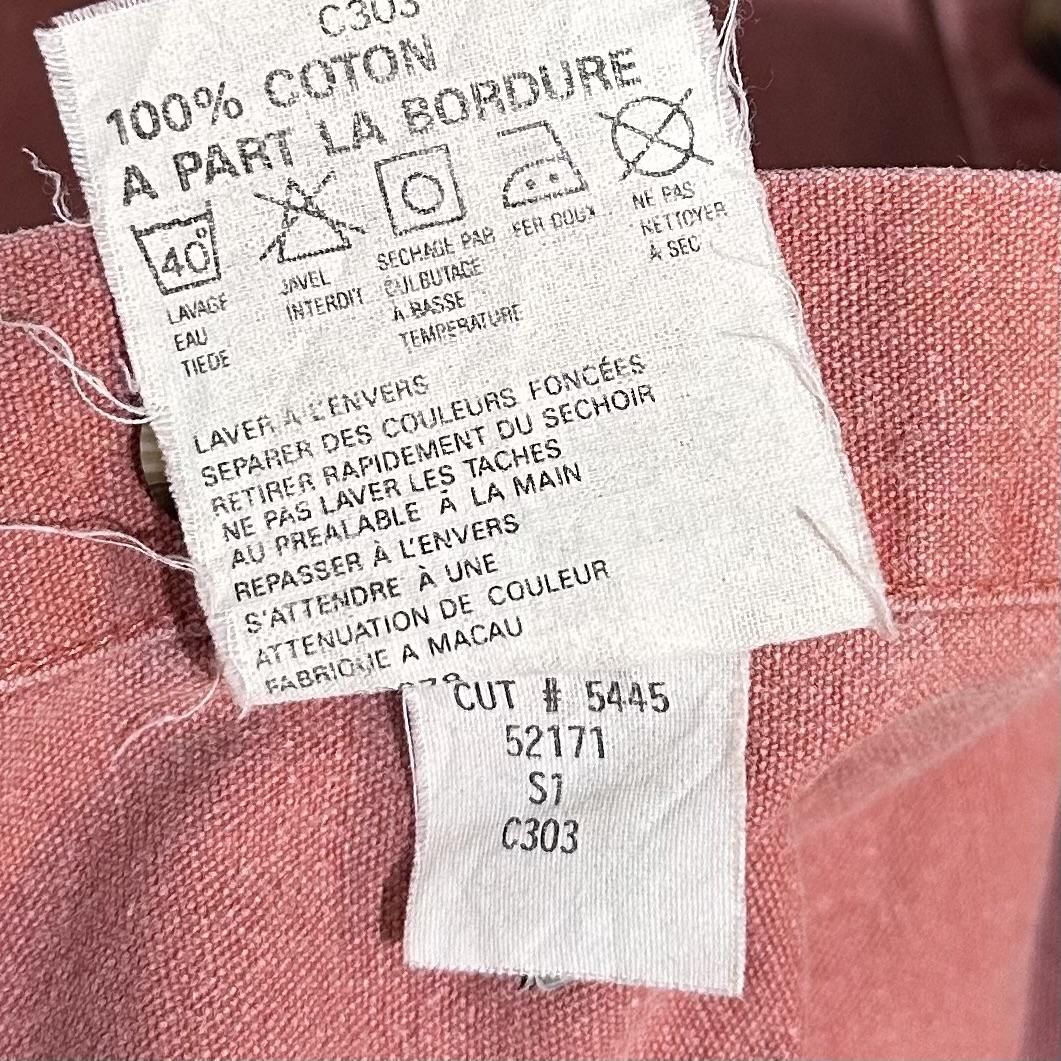 C303
100% COTON
A PART LA BORDURE
40°
LAVAGE
EAU
TIEDE
JAVEL
INTERDIT
SECHAGE PAR
CULBUTAGE
A BASSE
TEMPERATURE
FER DOUX
NE PAS
NETTOYER
A SEC
LAVER A L'ENVERS
SEPARER DES COULEURS FONCÉES
RETIRER RAPIDEMENT DU SECHOIR
NE PAS LAVER LES TACHES
AU PREALABLE À LA MAIN
REPASSER À L'ENVERS
S'ATTENDRE À UNE
ATTENUATION DE COULEUR
FABRIQUE A MACAU
CUT # 5445
52171
S1
C303